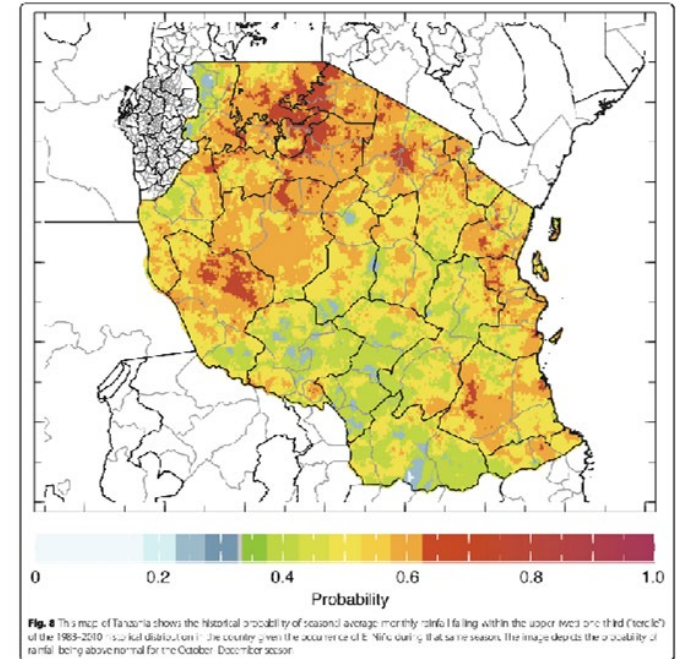 0 0.2 0.4 0.6 0.8 1.0
Probability
Fig. 8 This map of Tanzania shows the historical probability of seasonal average monthly rainfall falling within the upper (wet) one-third ("tercile")
of the 1983–2010 historical distribution in the country given the occurrence of El Niño during that same season. The image depicts the probability of
rainfall being above normal for the October–December season